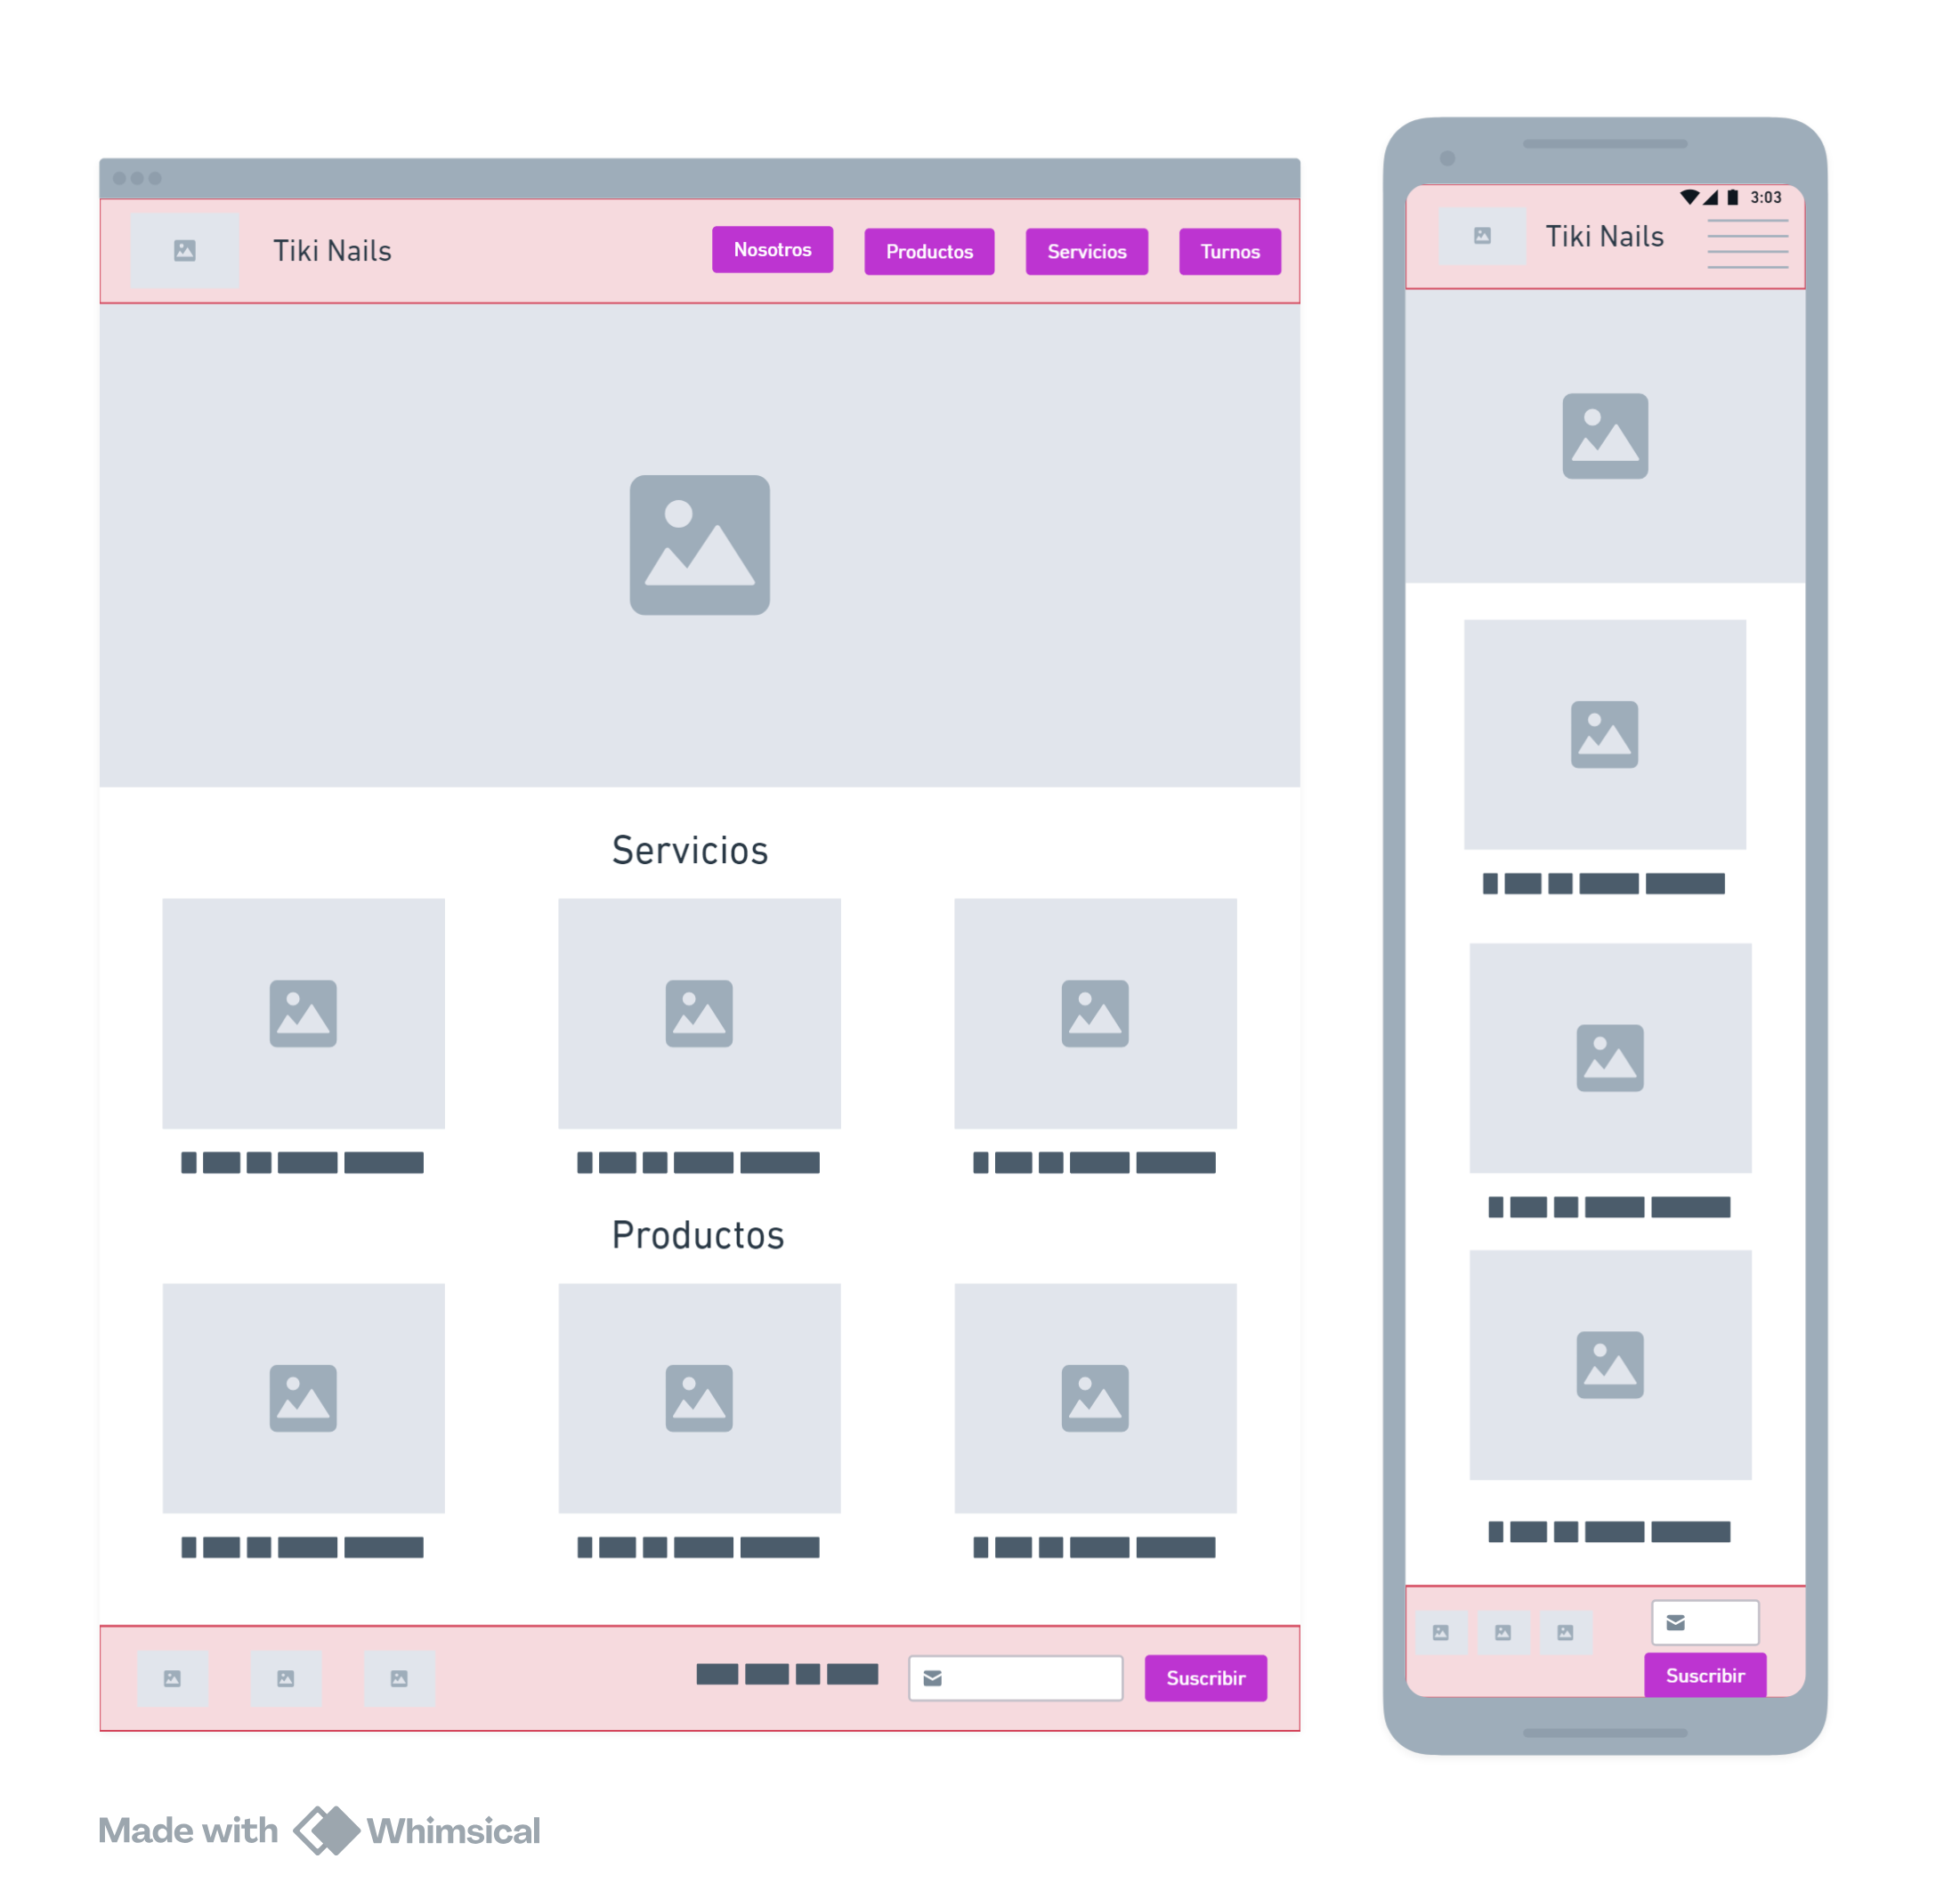 Tiki Nails
Nosotros
Productos
Servicios
Turnos
Servicios
Productos
Suscribir
3:03
Tiki Nails
Suscribir
Made with Whimsical